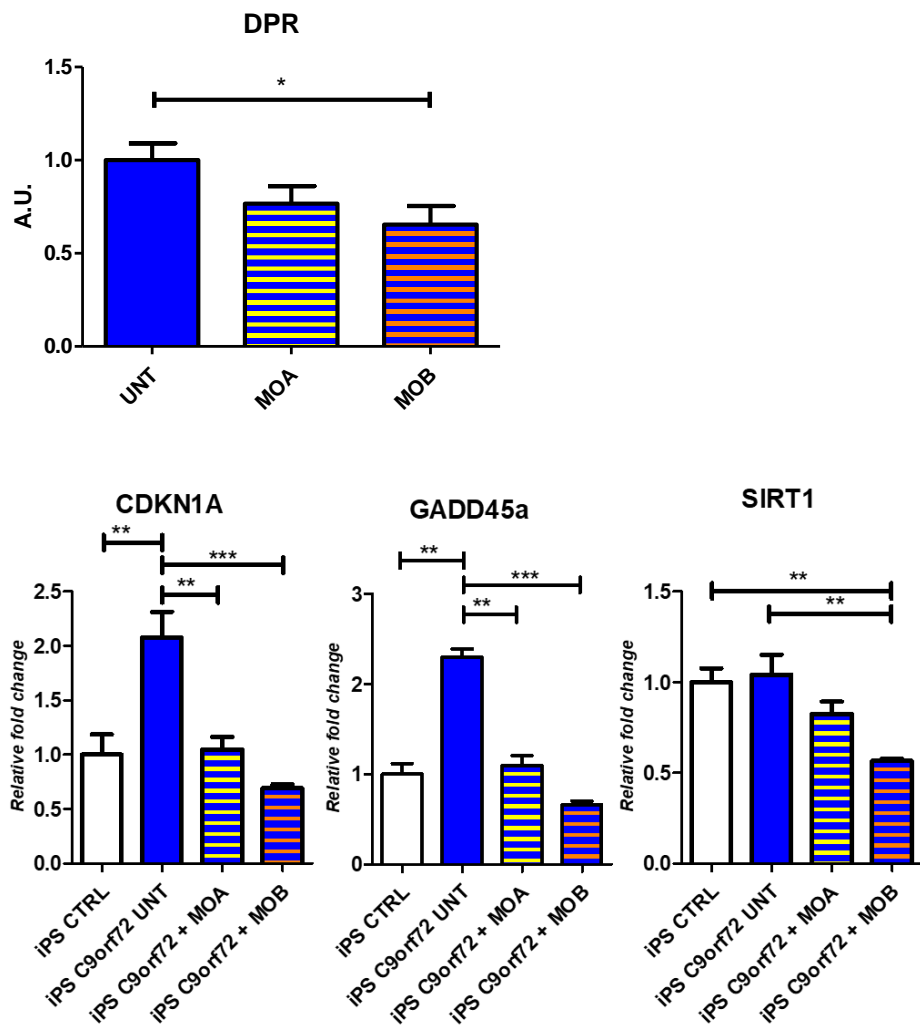 DPR
1.5
*
1.0
A.U.
0.5
0.0
UNT
MOA
MOB
CDKN1A
**
***
**
2.5
2.0
Relative fold change
1.0
0.5
0.0
iPS CTRL
iPS C9orf72 UNT
iPS C9orf72 + MOA
iPS C9orf72 + MOB
GADD45a
**
***
**
3
2
Relative fold change
1
0
iPS CTRL
iPS C9orf72 UNT
iPS C9orf72 + MOA
iPS C9orf72 + MOB
SIRT1
**
**
1.5
1.0
Relative fold change
0.5
0.0
iPS CTRL
iPS C9orf72 UNT
iPS C9orf72 + MOA
iPS C9orf72 + MOB